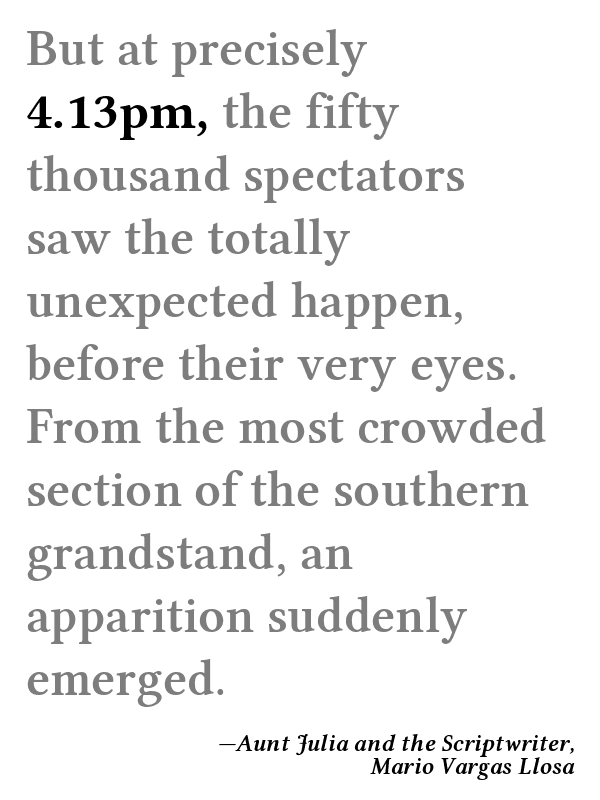 But at precisely
4.13pm, the fifty
thousand spectators
saw the totally
unexpected happen,
before their very eyes.
From the most crowded
section of the southern
grandstand, an
apparition suddenly
emerged.
—Aunt Julia and the Scriptwriter,
Mario Vargas Llosa